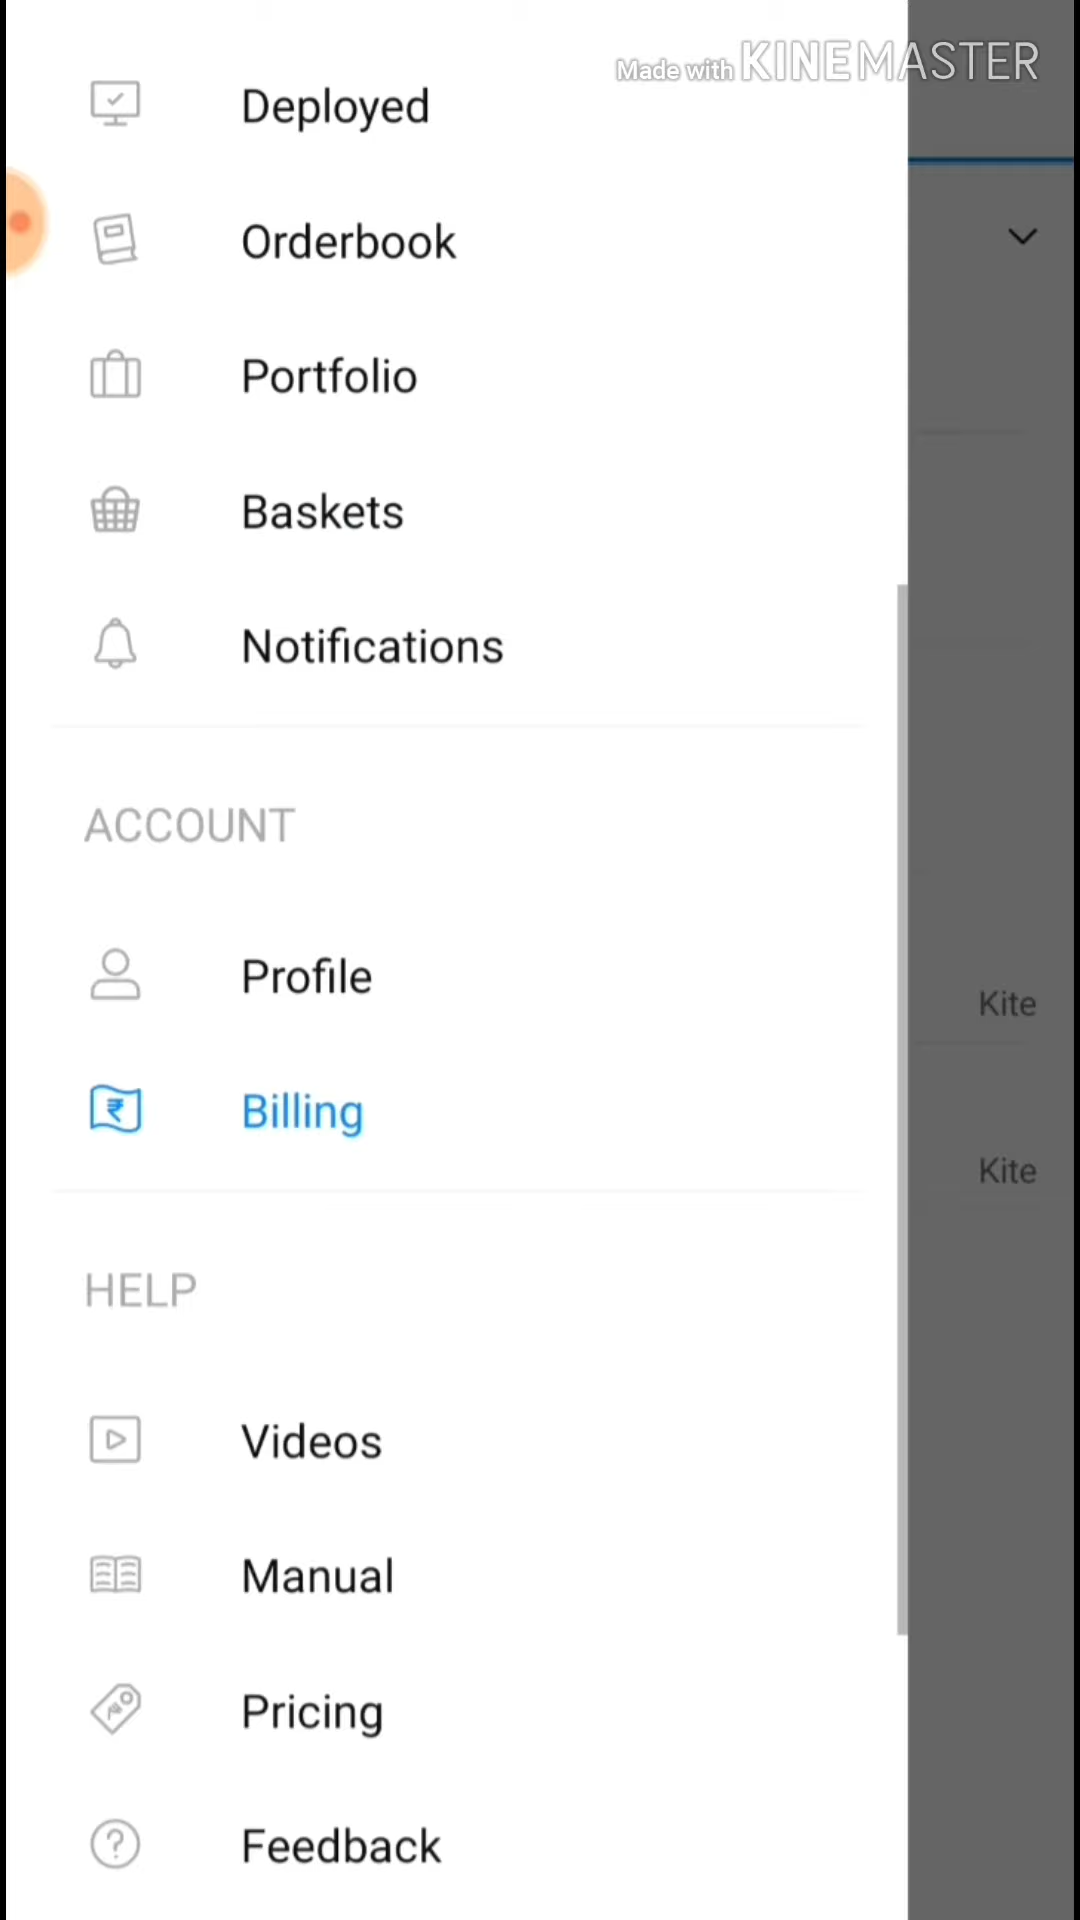 Made with KINEMASTER
Deployed
Orderbook
Portfolio
Baskets
Notifications
ACCOUNT
Profile
Kite
Billing
Kite
HELP
Videos
Manual
Pricing
Feedback